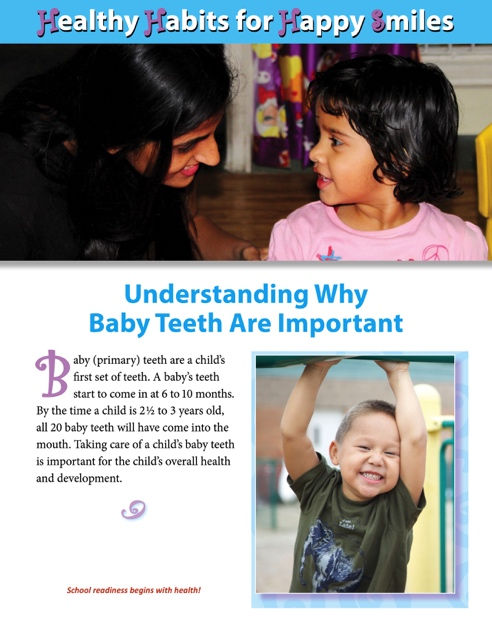 Healthy Habits for Happy Smiles
Understanding Why
Baby Teeth Are Important
Baby (primary) teeth are a child's
first set of teeth. A baby's teeth
start to come in at 6 to 10 months.
By the time a child is 2½ to 3 years old,
all 20 baby teeth will have come into the
mouth. Taking care of a child's baby teeth
is important for the child's overall health
and development.
School readiness begins with health!